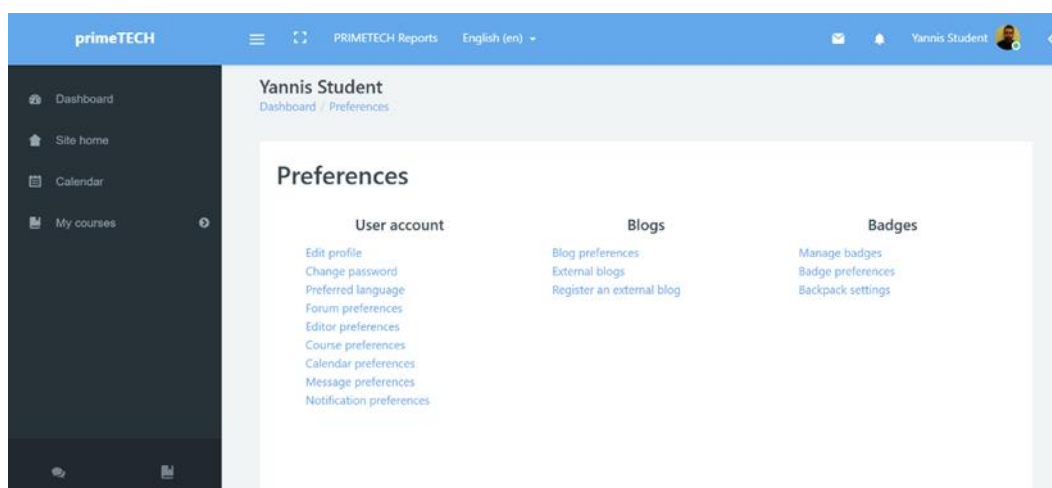 primeTECH
PRIMETECH Reports English (en)
Yannis Student
Dashboard
Site home
Calendar
My courses
Yannis Student
Dashboard / Preferences
Preferences
User account
Edit profile
Change password
Preferred language
Forum preferences
Editor preferences
Course preferences
Calendar preferences
Message preferences
Notification preferences
Blogs
Blog preferences
External blogs
Register an external blog
Badges
Manage badges
Badge preferences
Backpack settings